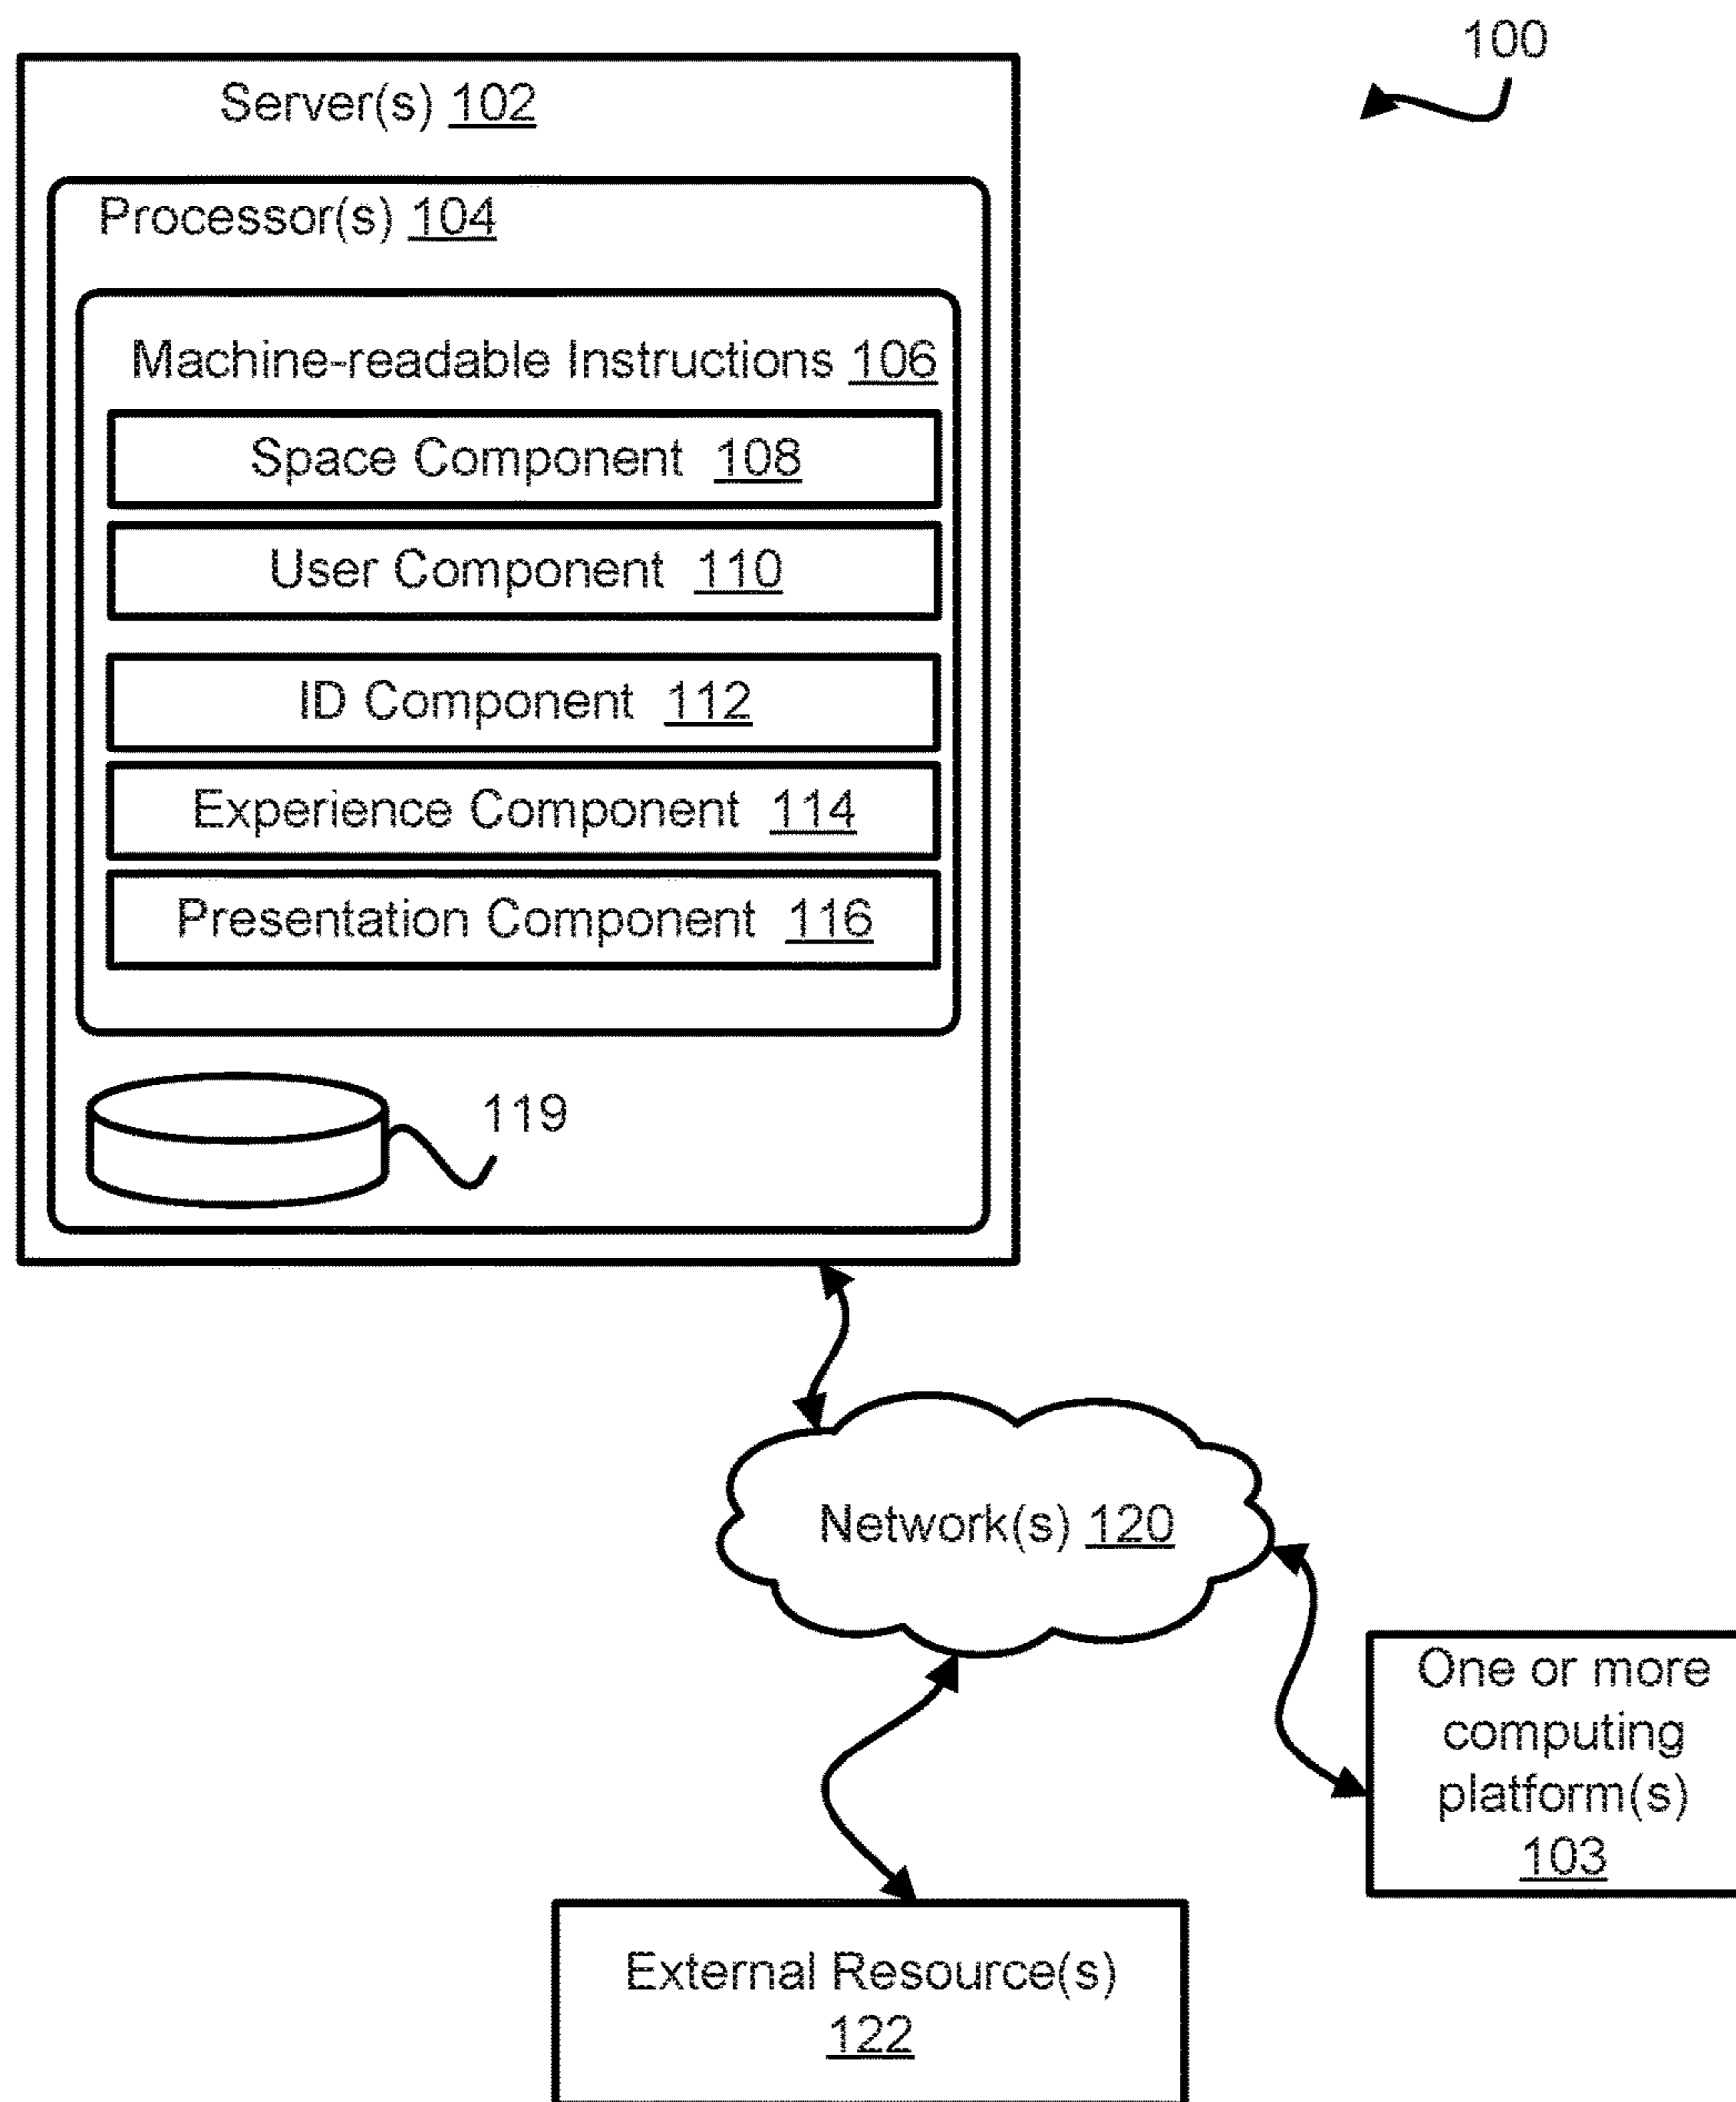 100
Server(s) 102
Processor(s) 104
Machine-readable Instructions 106
Space Component 108
User Component 110
ID Component 112
Experience Component 114
Presentation Component 116
119
Network(s) 120
One or more
computing
platform(s)
103
External Resource(s)
122